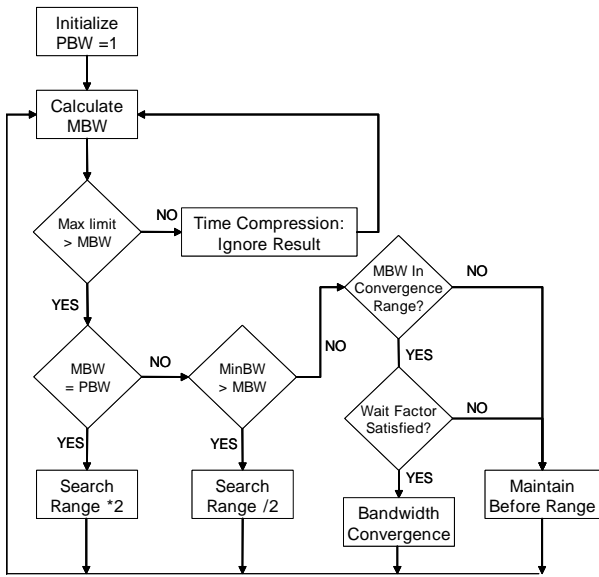 Initialize
PBW =1
Calculate
MBW
Max limit
> MBW
NO
Time Compression:
Ignore Result
YES
MBW In
Convergence
Range?
NO
MBW
= PBW
NO
MinBW
> MBW
NO
YES
Wait Factor
Satisfied?
NO
YES
YES
YES
Search
Range *2
Search
Range /2
Bandwidth
Convergence
Maintain
Before Range